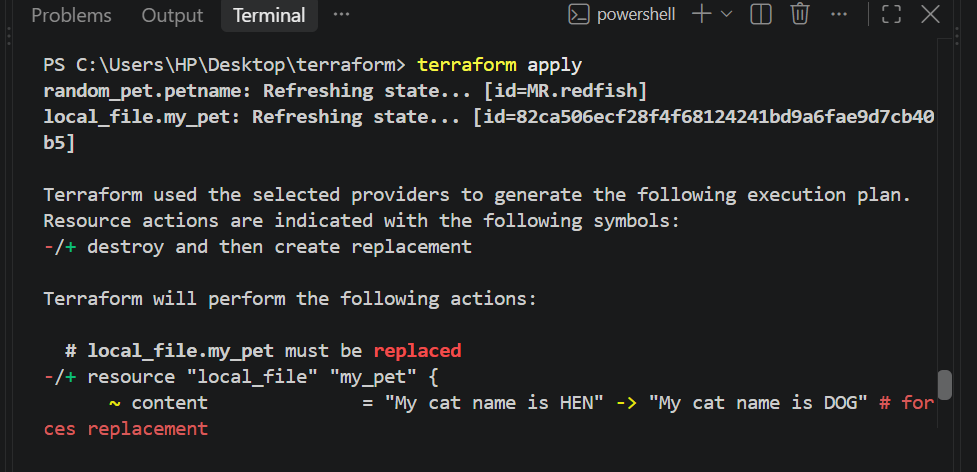 Problems Output Terminal ··· powershell
PS C:\Users\HP\Desktop\terraform> terraform apply
random_pet.petname: Refreshing state... [id=MR.redfish]
local_file.my_pet: Refreshing state... [id=82ca506ecf28f4f68124241bd9a6fae9d7cb40
b5]
Terraform used the selected providers to generate the following execution plan.
Resource actions are indicated with the following symbols:
-/+ destroy and then create replacement
Terraform will perform the following actions:
# local_file.my_pet must be replaced
-/+ resource "local_file" "my_pet" {
~ content = "My cat name is HEN" -> "My cat name is DOG" # for
ces replacement